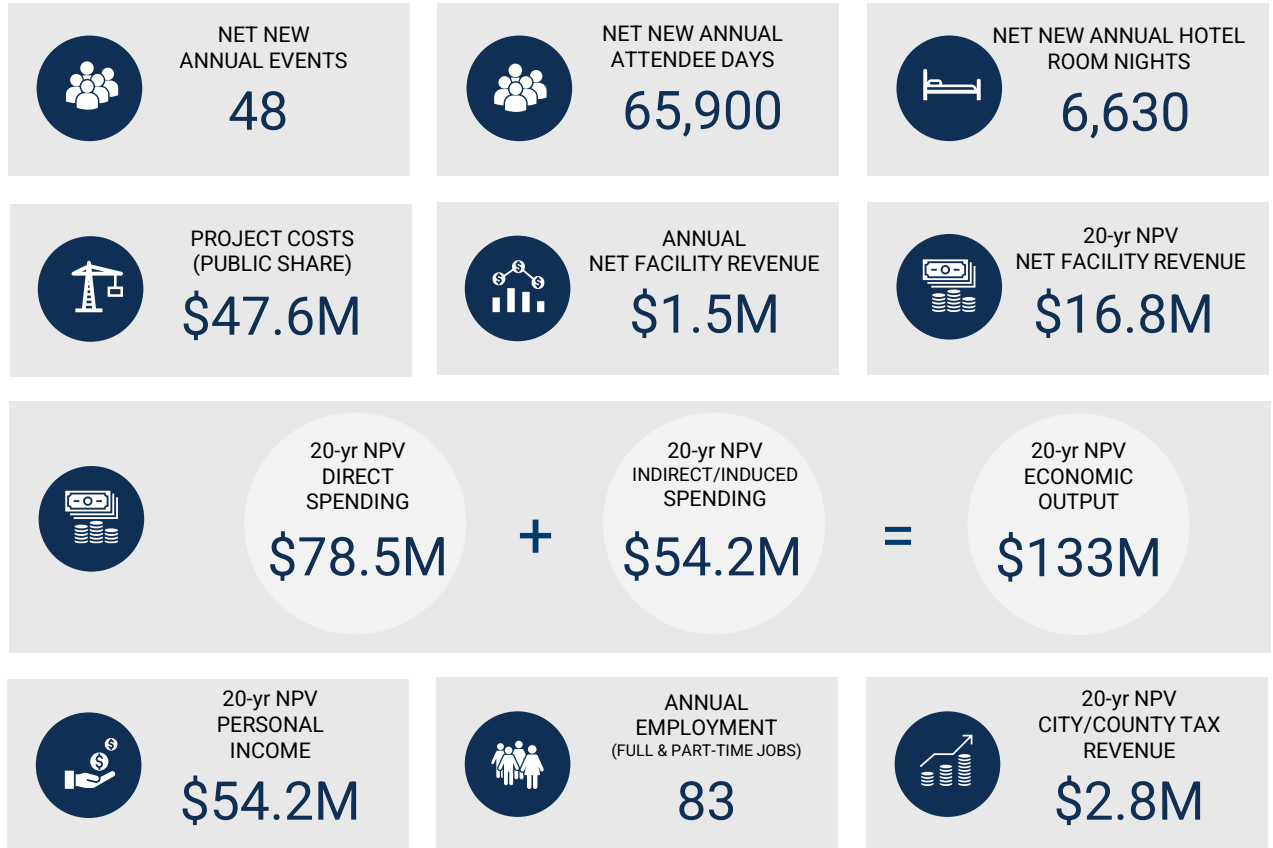 NET NEW
ANNUAL EVENTS
48
NET NEW ANNUAL
ATTENDEE DAYS
65,900
NET NEW ANNUAL HOTEL
ROOM NIGHTS
6,630
PROJECT COSTS
(PUBLIC SHARE)
$47.6M
ANNUAL
NET FACILITY REVENUE
$1.5M
20-yr NPV
NET FACILITY REVENUE
$16.8M
20-yr NPV
DIRECT
SPENDING
$78.5M
+
20-yr NPV
INDIRECT/INDUCED
SPENDING
$54.2M
=
20-yr NPV
ECONOMIC
OUTPUT
$133M
20-yr NPV
PERSONAL
INCOME
$54.2M
ANNUAL
EMPLOYMENT
(FULL & PART-TIME JOBS)
83
20-yr NPV
CITY/COUNTY TAX
REVENUE
$2.8M